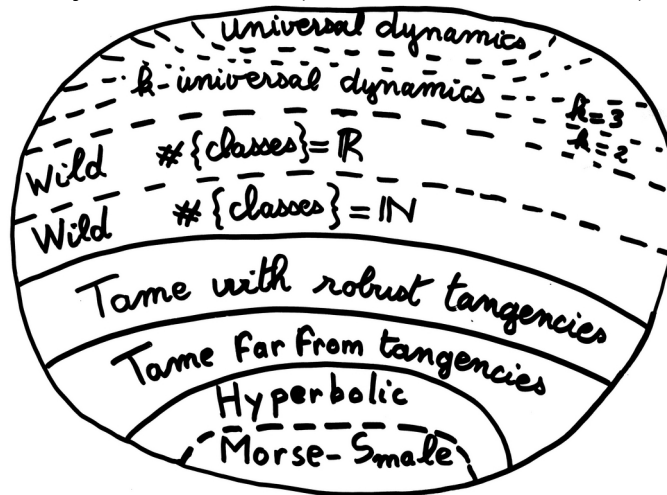 universal dynamics
k-universal dynamics
k=3
k=2
Wild #{classes}=ℝ
Wild #{classes}=ℕ
Tame with robust tangencies
Tame far from tangencies
Hyperbolic
Morse-Smale